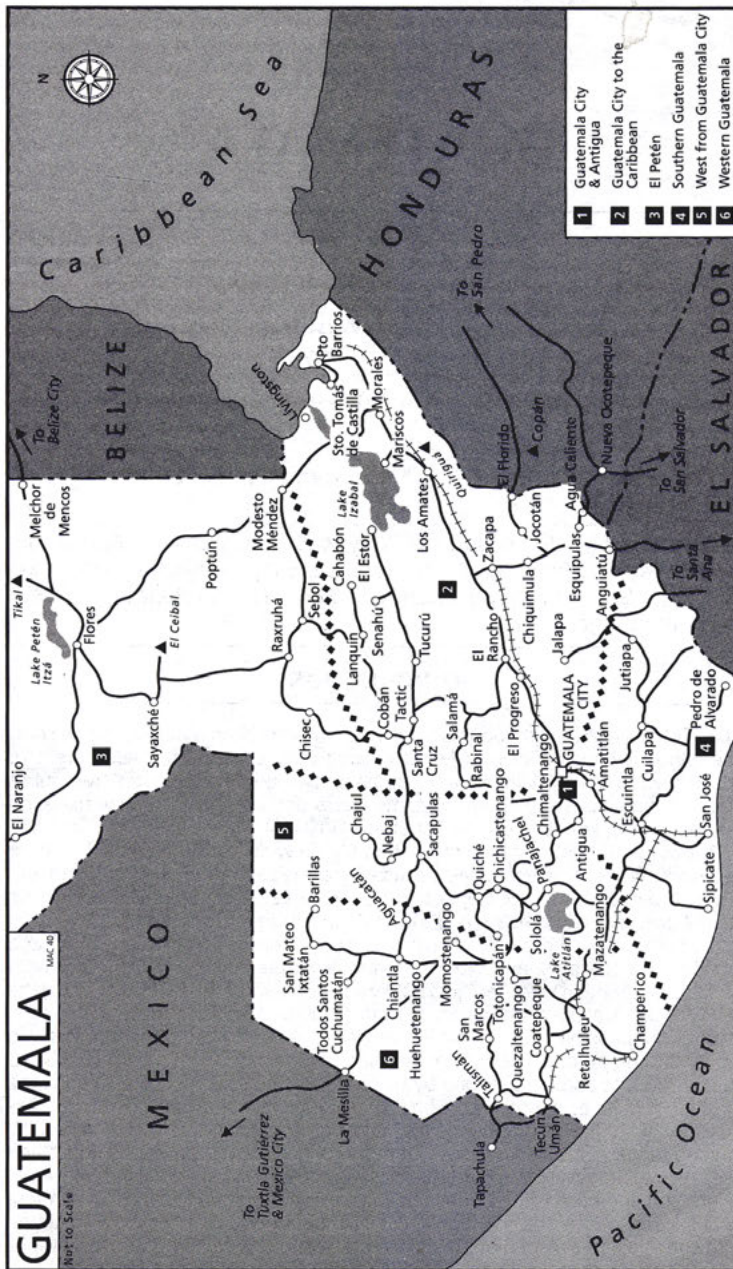 GUATEMALA
Not to Scale
MAC 40
N
MEXICO
BELIZE
HONDURAS
EL SALVADOR
Caribbean Sea
Pacific Ocean
To
Tuxtla Gutiérrez
& Mexico City
To
Belize City
To
San Pedro
To
San Salvador
To
Santa
Ana
El Naranjo
3
Tikal
Melchor
de
Mencos
Lake Petén
Itzá
Flores
Sayaxché
El Ceibal
Poptún
Modesto
Méndez
Livingston
Pto
Barrios
Sto. Tomás
de Castilla
Morales
Mariscos
Lake
Izabal
El Estor
Cahabón
Sebol
Raxruhá
Lanquín
Senahú
Tucurú
Chisec
Cobán
Tactic
Santa
Cruz
Salamá
Rabinal
Los Amates
Quiriguá
2
El Florido
Copán
Zacapa
Jocotán
Chiquimula
Agua Caliente
Nueva Ocotepeque
Esquipulas
Anguiatú
El Rancho
El Progreso
Jalapa
GUATEMALA
CITY
Jutiapa
Pedro de
Alvarado
4
Cuilapa
Amatitlán
Escuintla
San José
Sipicate
1
Chimaltenango
Antigua
5
Chajul
Nebaj
Sacapulas
Barillas
San Mateo
Ixtatán
Todos Santos
Cuchumatán
Aguacatán
Chiantla
Huehuetenango
La Mesilla
6
Momostenango
Quiché
Chichicastenango
Panajachel
Sololá
Lake
Atitlán
Totonicapán
San
Marcos
Talismán
Quezaltenango
Coatepeque
Retalhuleu
Mazatenango
Champerico
Tapachula
Tecún
Umán
1 Guatemala City
& Antigua
2 Guatemala City to the
Caribbean
3 El Petén
4 Southern Guatemala
5 West from Guatemala City
6 Western Guatemala